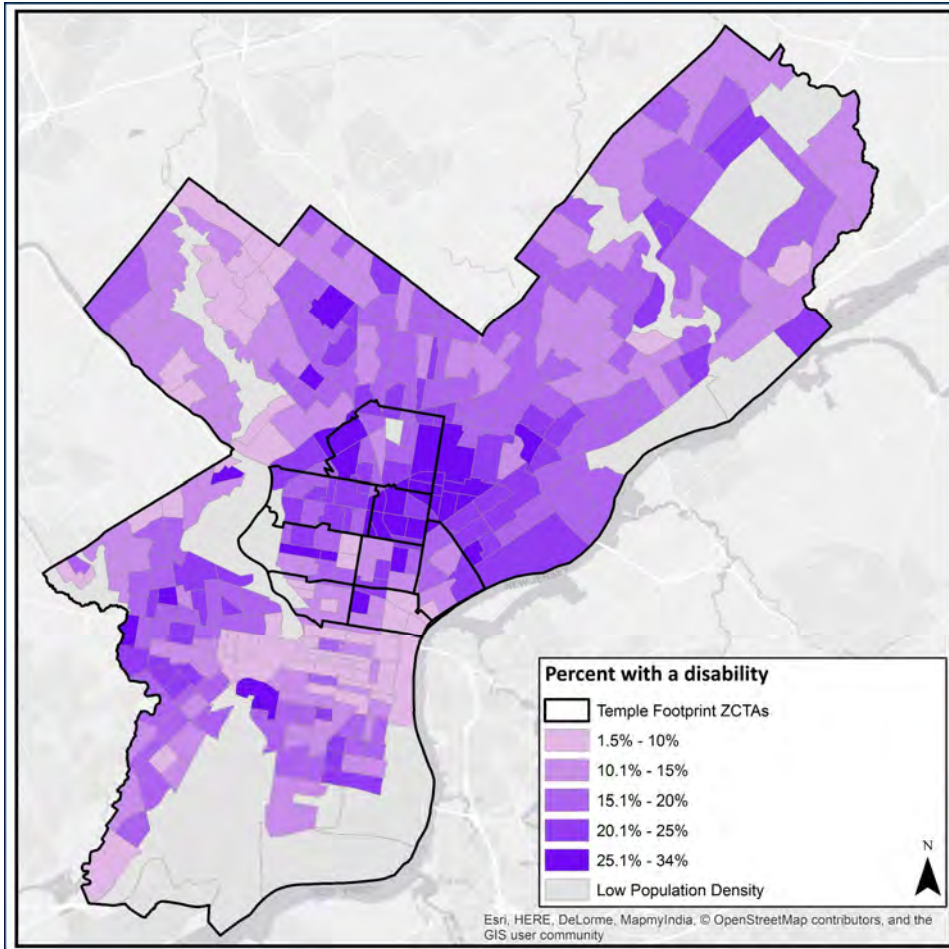 Percent with a disability
Temple Footprint ZCTAs
1.5% - 10%
10.1% - 15%
15.1% - 20%
20.1% - 25%
25.1% - 34%
Low Population Density
N
Esri, HERE, DeLorme, MapmyIndia, © OpenStreetMap contributors, and the
GIS user community